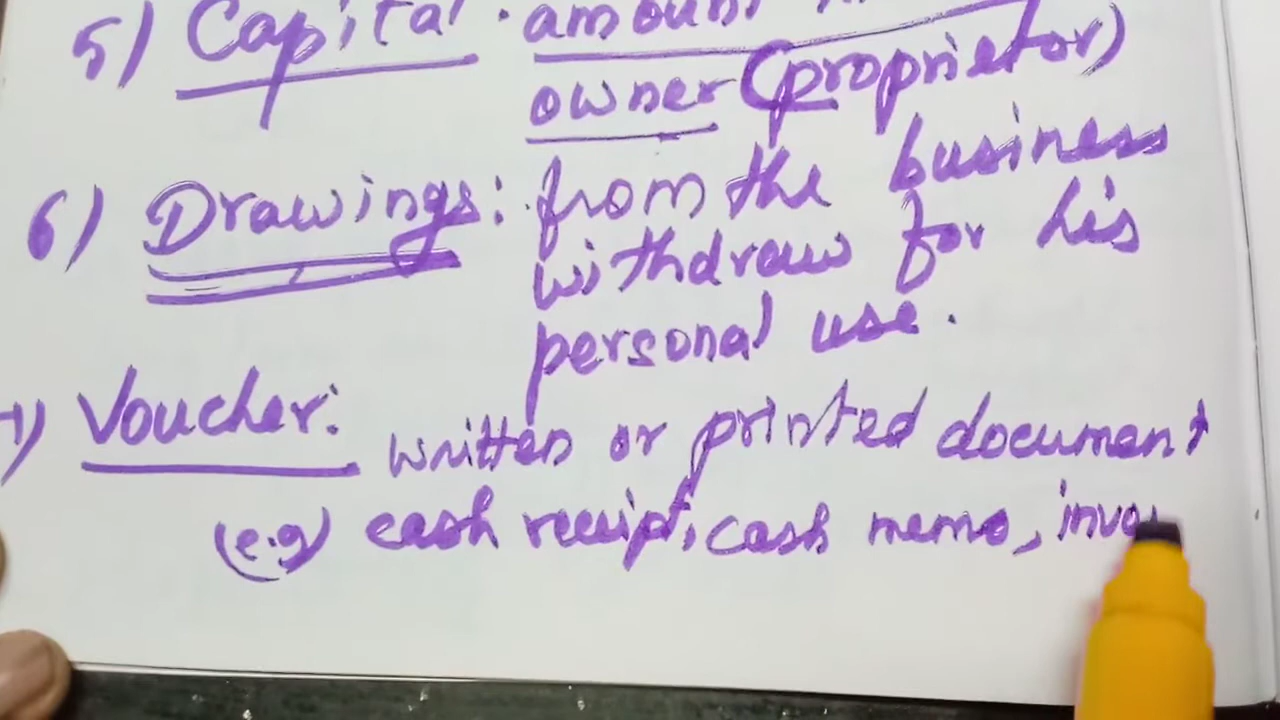 5) Capital . amount
owner (proprietor)
6) Drawings: from the business
withdraw for his
personal use.
Voucher: written or printed document
(e.g) cash receipt, cash memo,